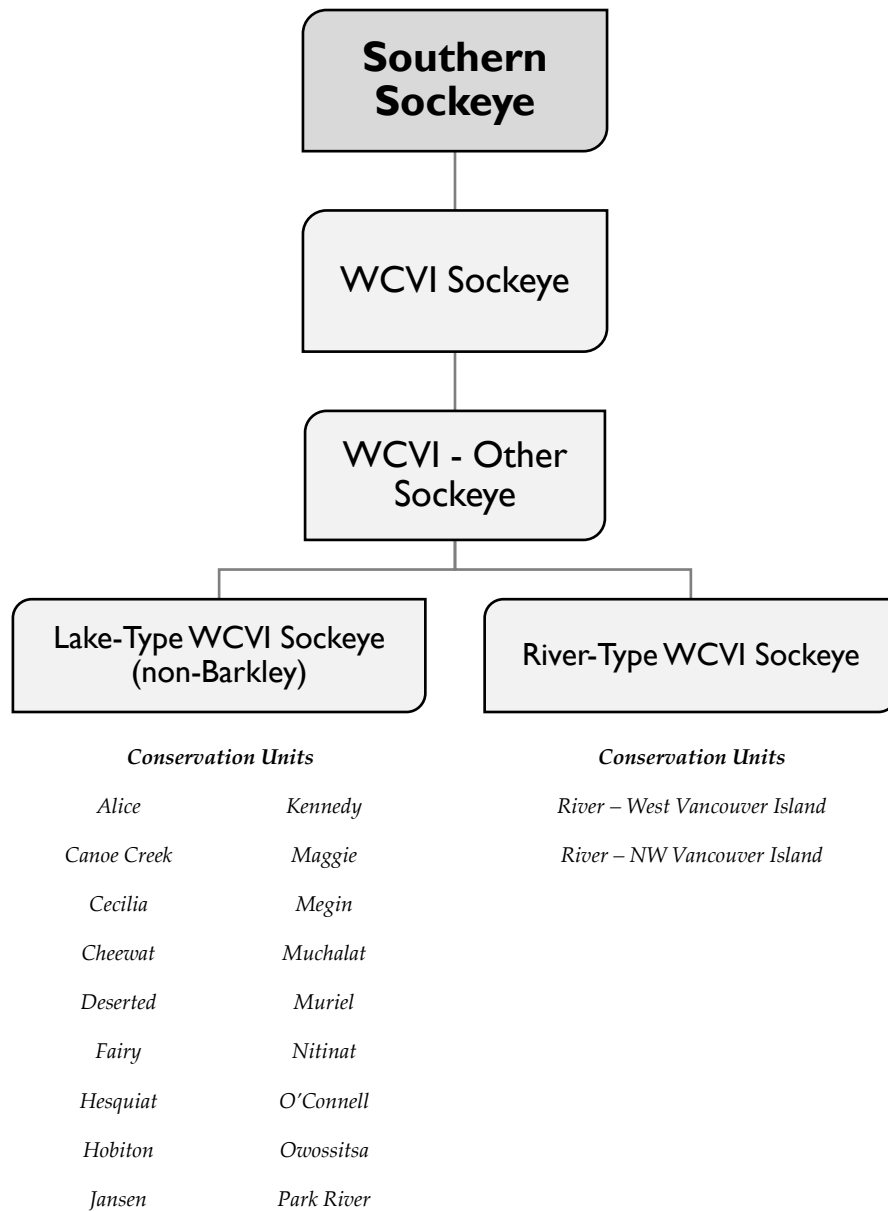 Southern
Sockeye
WCVI Sockeye
WCVI - Other
Sockeye
Lake-Type WCVI Sockeye
(non-Barkley)
River-Type WCVI Sockeye
Conservation Units
Alice
Canoe Creek
Cecilia
Cheewat
Deserted
Fairy
Hesquiat
Hobiton
Jansen
Kennedy
Maggie
Megin
Muchalat
Muriel
Nitinat
O’Connell
Owossitsa
Park River
Conservation Units
River – West Vancouver Island
River – NW Vancouver Island